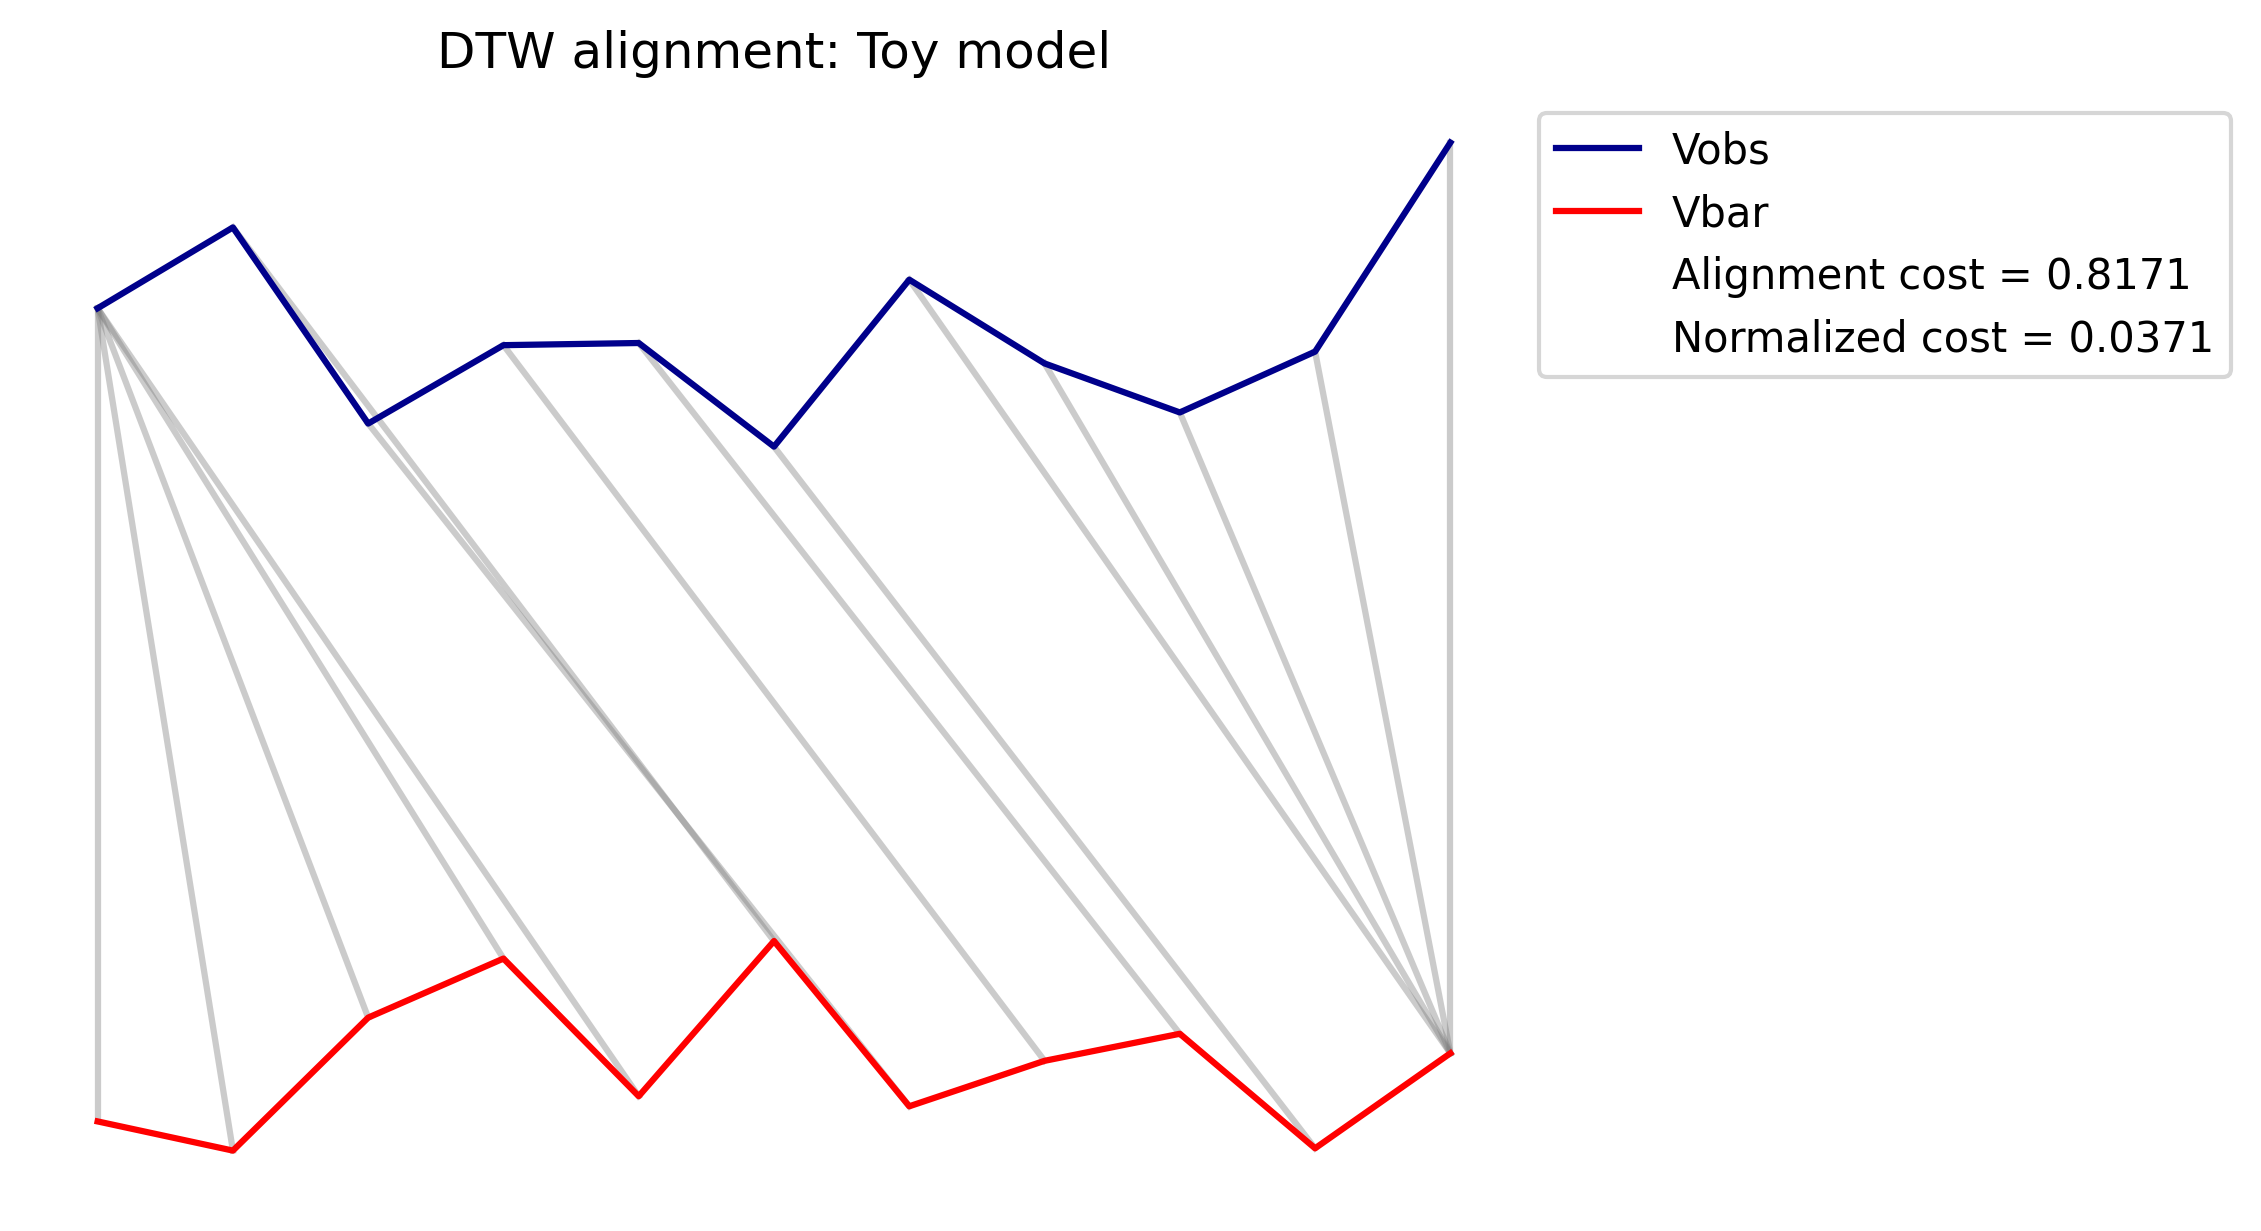 DTW alignment: Toy model
Vobs
Vbar
Alignment cost = 0.8171
Normalized cost = 0.0371